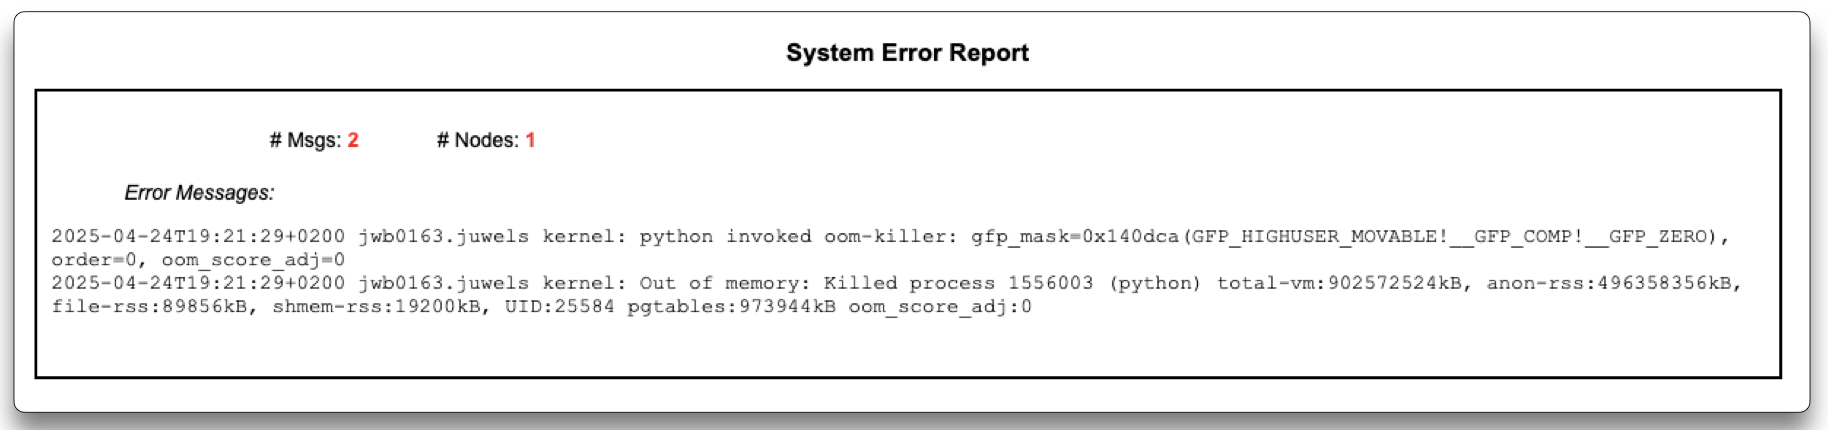 System Error Report
# Msgs: 2 # Nodes: 1
Error Messages:
2025-04-24T19:21:29+0200 jwb0163.juwels kernel: python invoked oom-killer: gfp_mask=0x140dca(GFP_HIGHUSER_MOVABLE!__GFP_COMP!__GFP_ZERO),
order=0, oom_score_adj=0
2025-04-24T19:21:29+0200 jwb0163.juwels kernel: Out of memory: Killed process 1556003 (python) total-vm:902572524kB, anon-rss:496358356kB,
file-rss:89856kB, shmem-rss:19200kB, UID:25584 pgtables:973944kB oom_score_adj:0